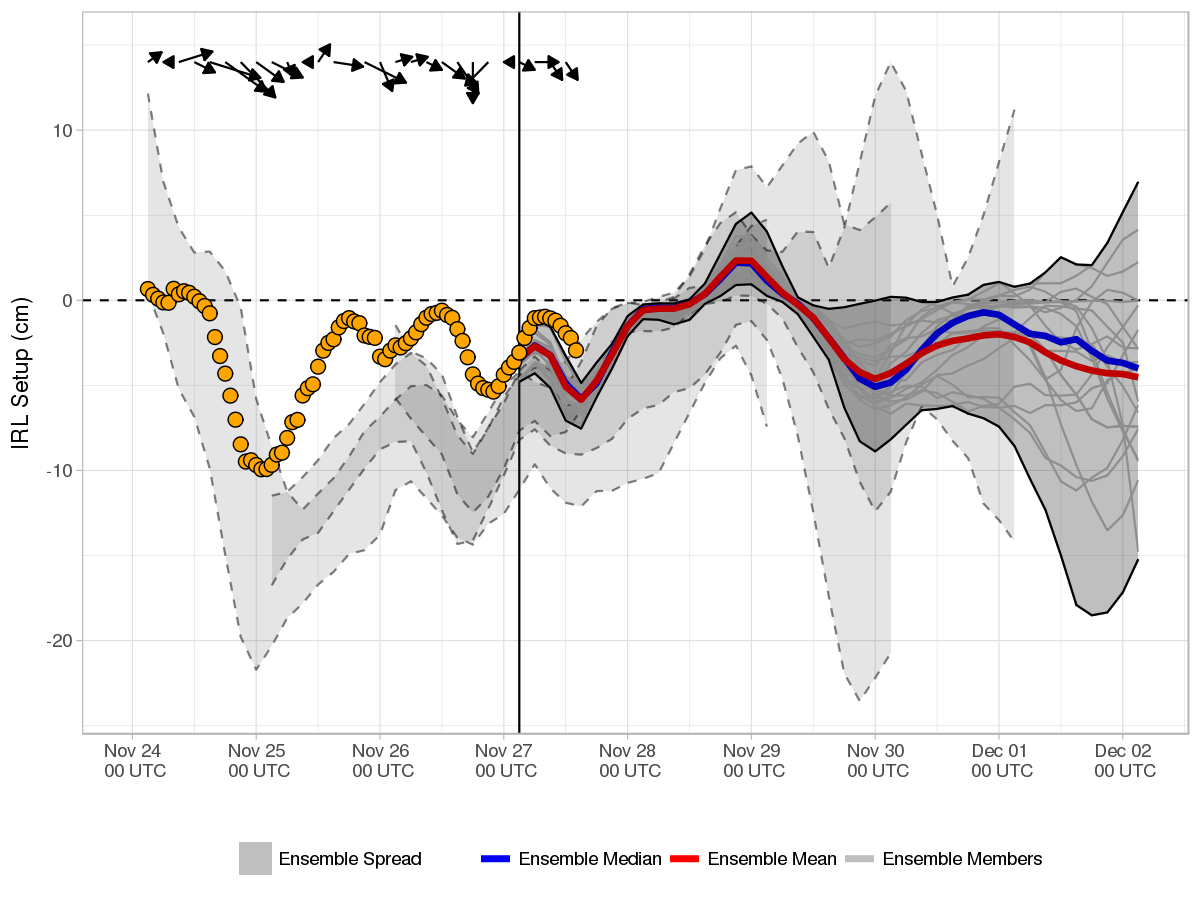 IRL Setup (cm)
10
0
-10
-20
Nov 24 Nov 25 Nov 26 Nov 27 Nov 28 Nov 29 Nov 30 Dec 01 Dec 02
00 UTC 00 UTC 00 UTC 00 UTC 00 UTC 00 UTC 00 UTC 00 UTC 00 UTC
Ensemble Spread Ensemble Median Ensemble Mean Ensemble Members